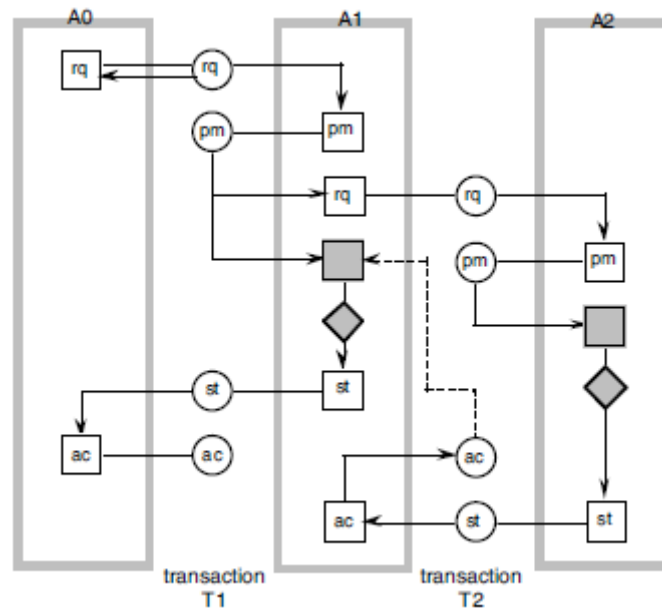 A0 A1 A2
rq rq
pm pm
rq rq
pm pm
st st
ac ac ac
ac st st
transaction transaction
T1 T2